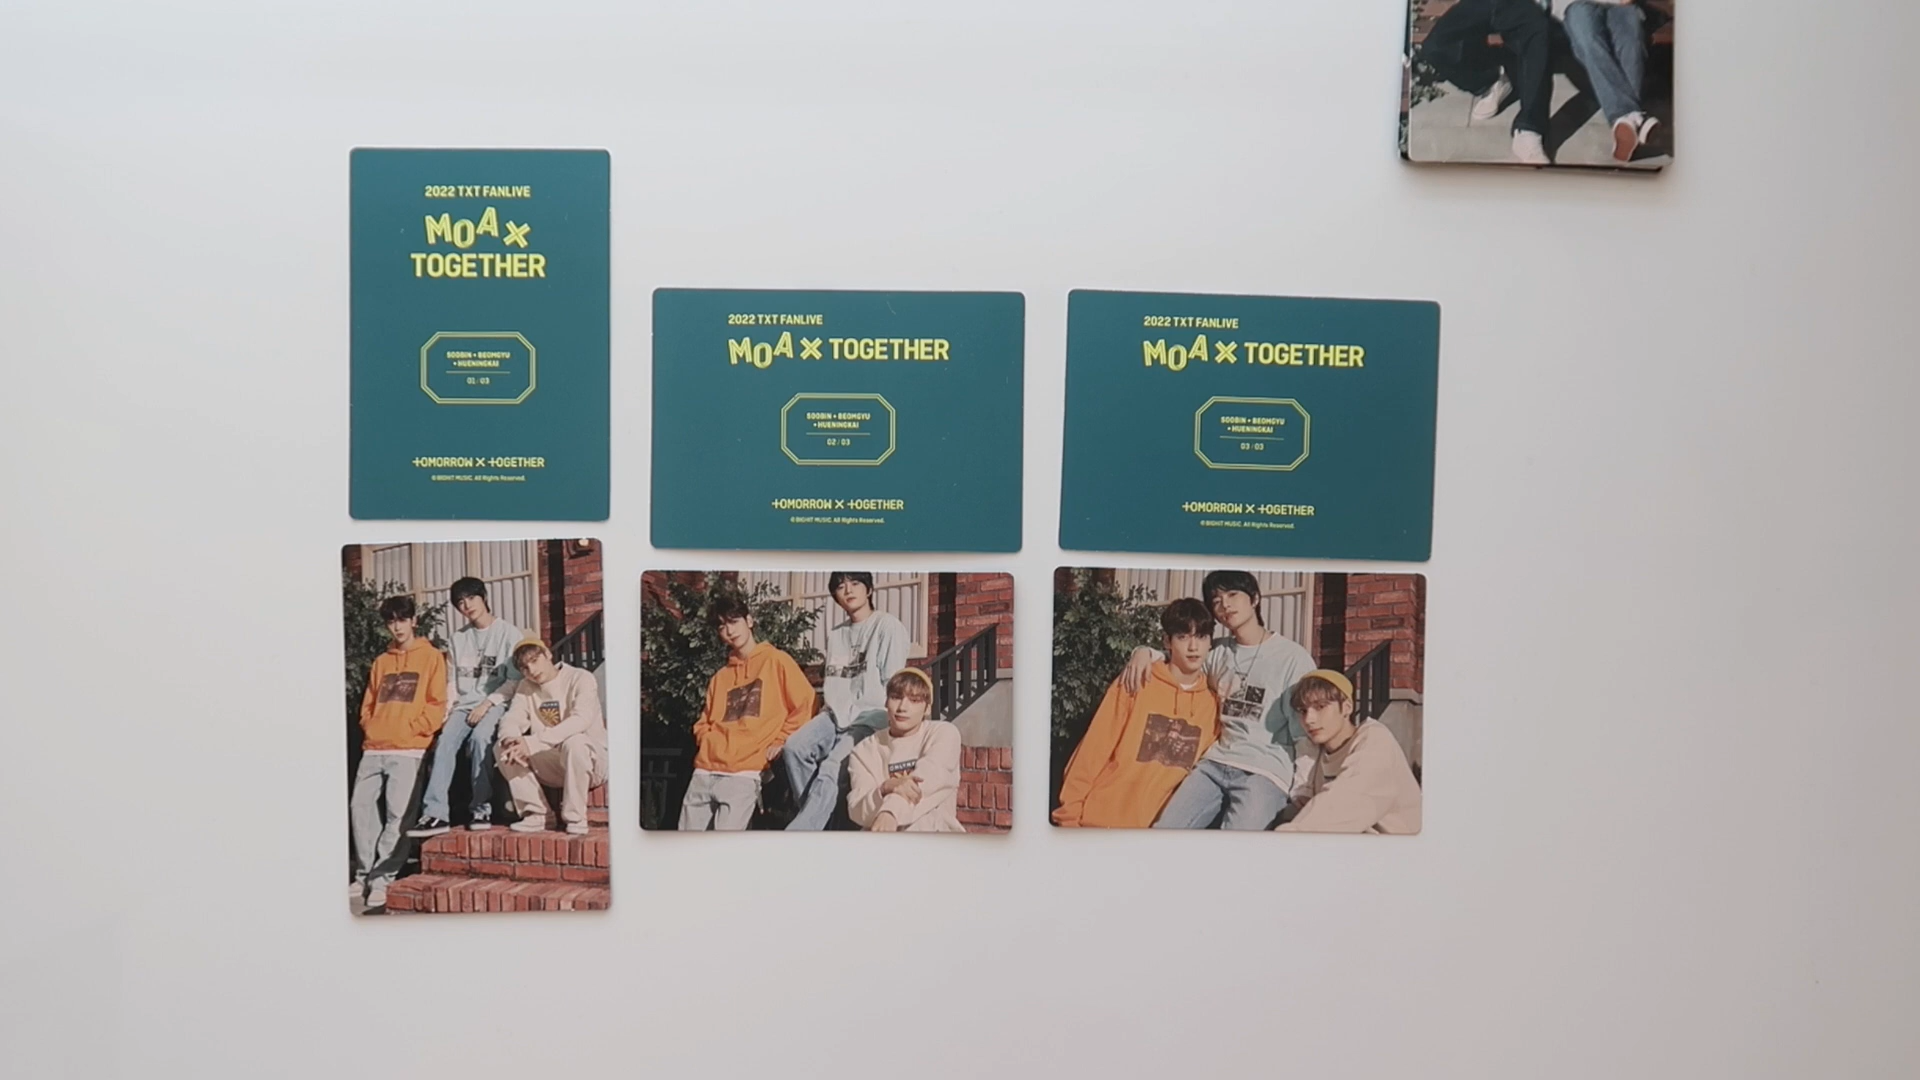 2022 TXT FANLIVE
MOA X
TOGETHER
SOOBIN + BEOMGYU
+ HUENINGKAI
01 / 03
TOMORROW X TOGETHER
© BIGHIT MUSIC. All Rights Reserved.
2022 TXT FANLIVE
MOA X TOGETHER
SOOBIN + BEOMGYU
+ HUENINGKAI
02 / 03
TOMORROW X TOGETHER
© BIGHIT MUSIC. All Rights Reserved.
2022 TXT FANLIVE
MOA X TOGETHER
SOOBIN + BEOMGYU
+ HUENINGKAI
03 / 03
TOMORROW X TOGETHER
© BIGHIT MUSIC. All Rights Reserved.